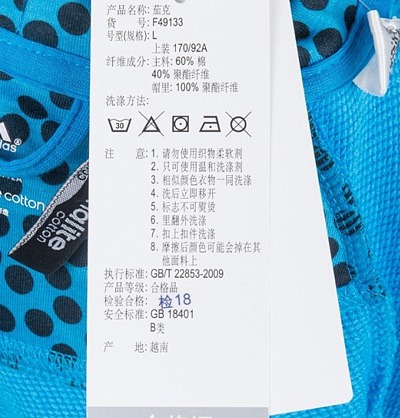 产品名称: 茄克
货 号: F49133
号型(规格): L
上装 170/92A
纤维成分: 主料: 60% 棉
40% 聚酯纤维
帽里: 100% 聚酯纤维
洗涤方法:
30
注 意: 1. 请勿使用织物柔软剂
2. 只可使用温和洗涤剂
3. 相似颜色衣物一同洗涤
4. 洗后立即移开
5. 标志不可熨烫
6. 里翻外洗涤
7. 扣上扣件洗涤
8. 摩擦后颜色可能会掉在其
他面料上
执行标准: GB/T 22853-2009
产品等级: 合格品
检验合格: 检18
安全标准: GB 18401
B类
产 地: 越南
cotton
cotton